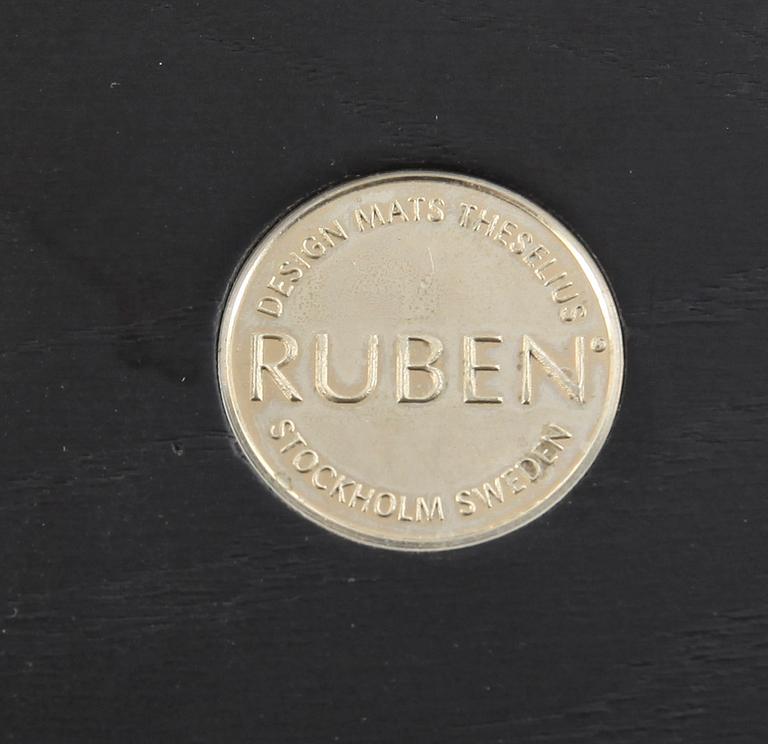 DESIGN MATS THESELIUS
RUBEN®
STOCKHOLM SWEDEN